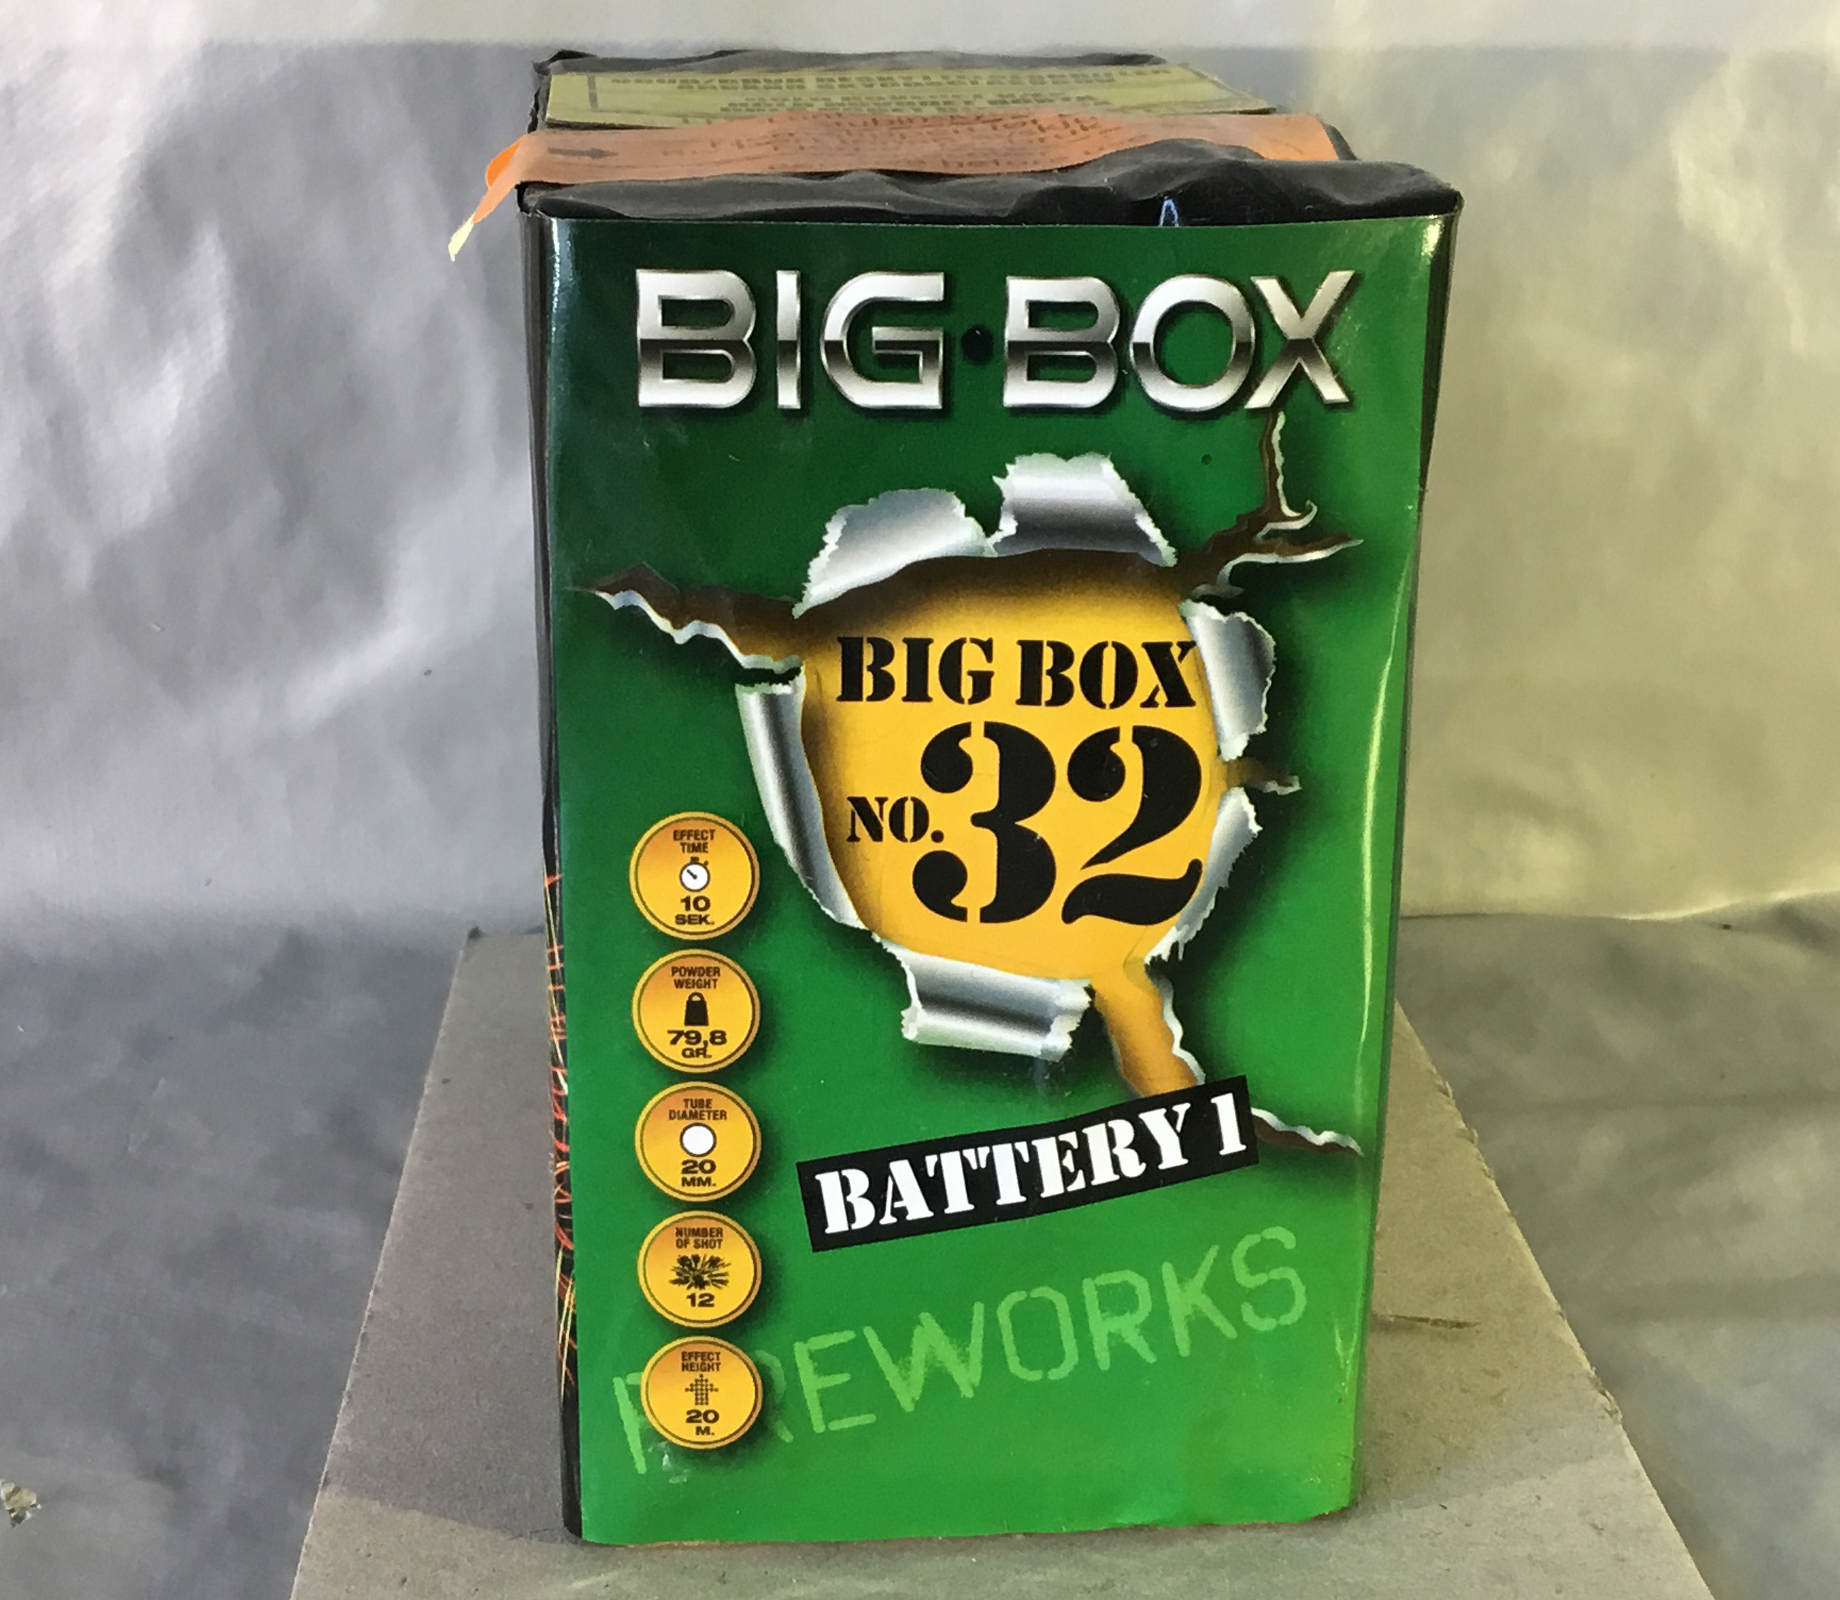 BIG·BOX
BIG BOX
NO. 32
EFFECT
TIME
10
SEK.
POWDER
WEIGHT
79,8
GR.
TUBE
DIAMETER
20
MM.
BATTERY 1
NUMBER
OF SHOT
12
FIREWORKS
EFFECT
HEIGHT
20
M.